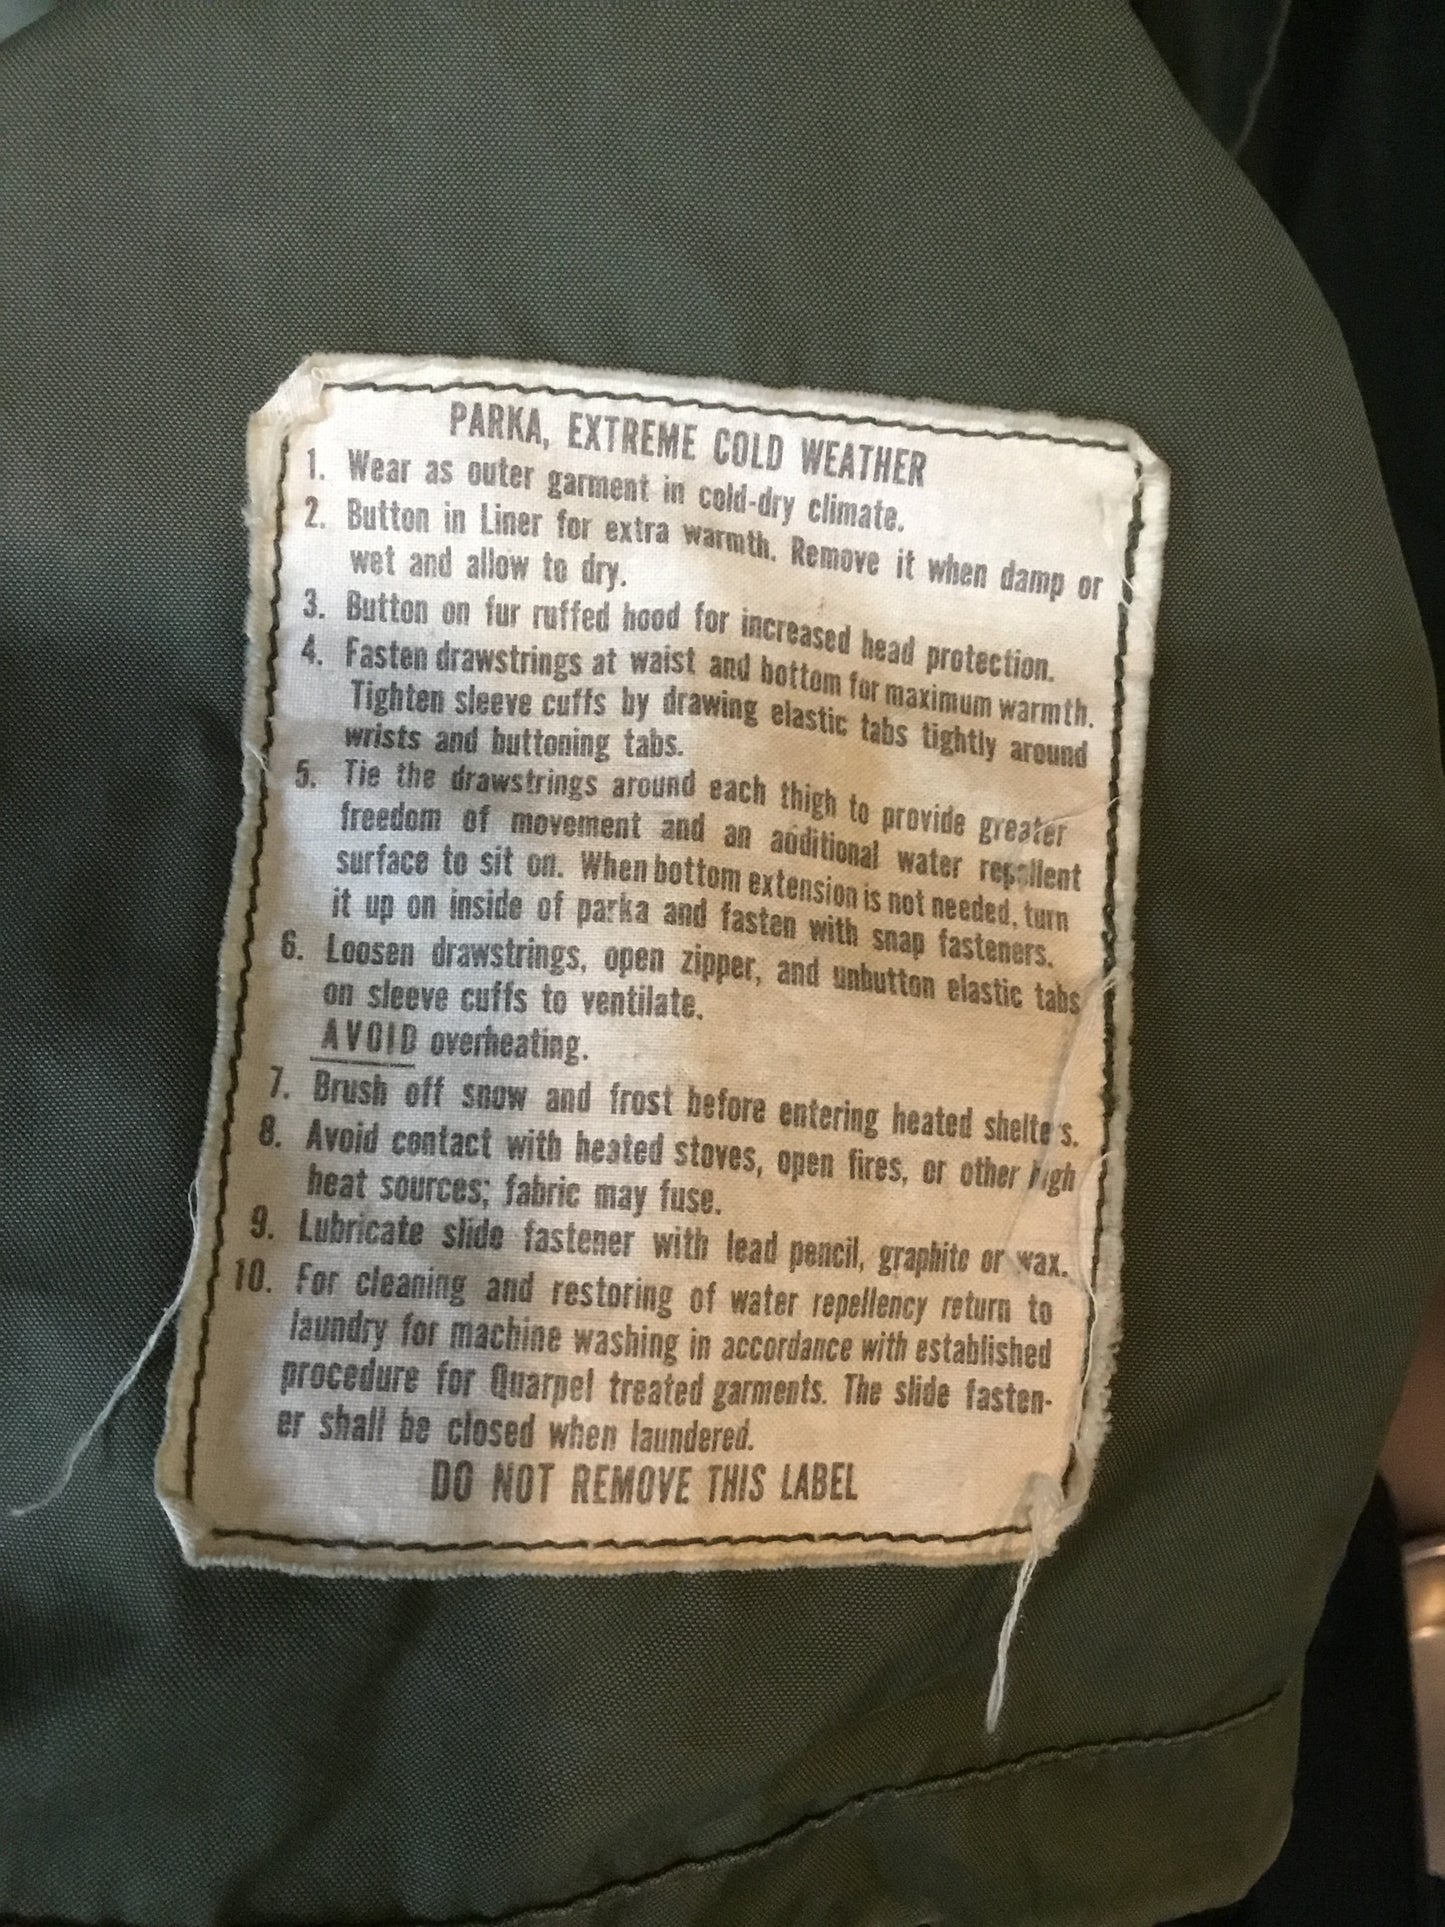 PARKA, EXTREME COLD WEATHER
1. Wear as outer garment in cold-dry climate.
2. Button in Liner for extra warmth. Remove it when damp or
wet and allow to dry.
3. Button on fur ruffed hood for increased head protection.
4. Fasten drawstrings at waist and bottom for maximum warmth.
Tighten sleeve cuffs by drawing elastic tabs tightly around
wrists and buttoning tabs.
5. Tie the drawstrings around each thigh to provide greater
freedom of movement and an additional water repellent
surface to sit on. When bottom extension is not needed, turn
it up on inside of parka and fasten with snap fasteners.
6. Loosen drawstrings, open zipper, and unbutton elastic tabs
on sleeve cuffs to ventilate.
AVOID overheating.
7. Brush off snow and frost before entering heated shelters.
8. Avoid contact with heated stoves, open fires, or other high
heat sources; fabric may fuse.
9. Lubricate slide fastener with lead pencil, graphite or wax.
10. For cleaning and restoring of water repellency return to
laundry for machine washing in accordance with established
procedure for Quarpel treated garments. The slide fasten-
er shall be closed when laundered.
DO NOT REMOVE THIS LABEL